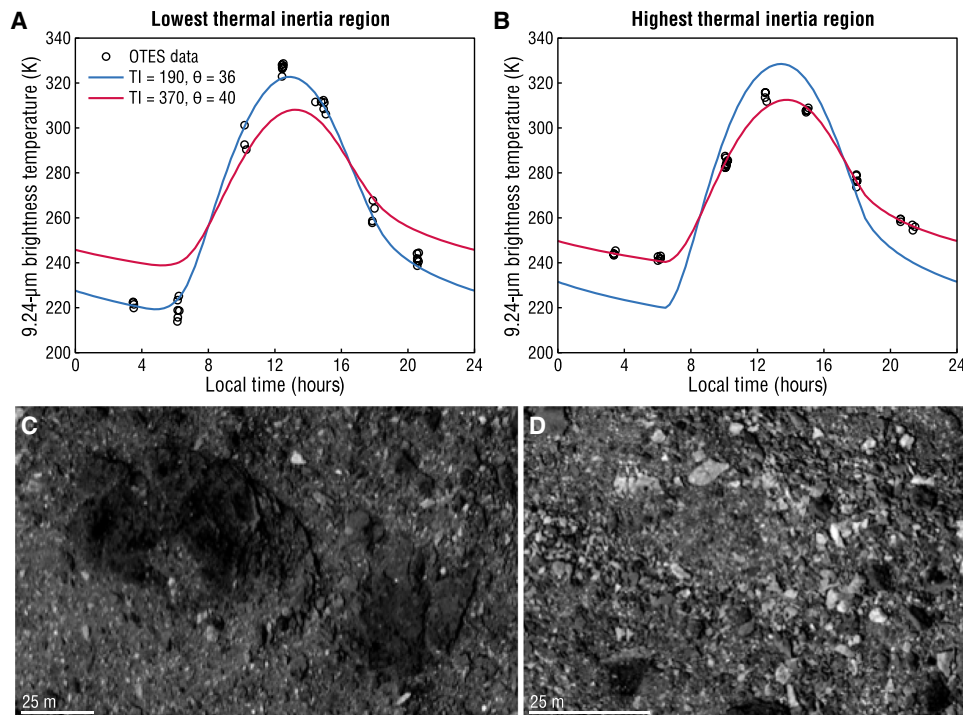 A
Lowest thermal inertia region
9.24-µm brightness temperature (K)
340
320
300
280
260
240
220
200
OTES data
TI = 190, θ = 36
TI = 370, θ = 40
0 4 8 12 16 20 24
Local time (hours)
B
Highest thermal inertia region
9.24-µm brightness temperature (K)
340
320
300
280
260
240
220
200
0 4 8 12 16 20 24
Local time (hours)
C
25 m
D
25 m